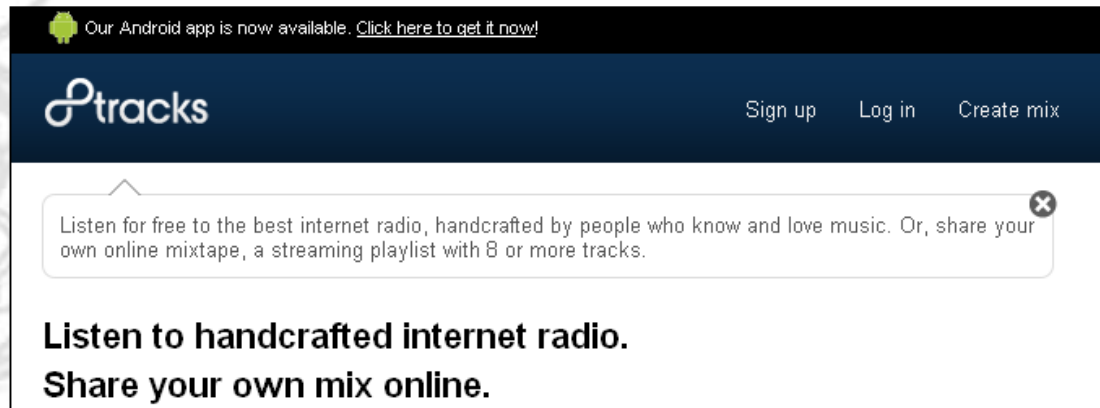 Our Android app is now available. Click here to get it now!
8tracks
Sign up Log in Create mix
Listen for free to the best internet radio, handcrafted by people who know and love music. Or, share your
own online mixtape, a streaming playlist with 8 or more tracks.
Listen to handcrafted internet radio.
Share your own mix online.